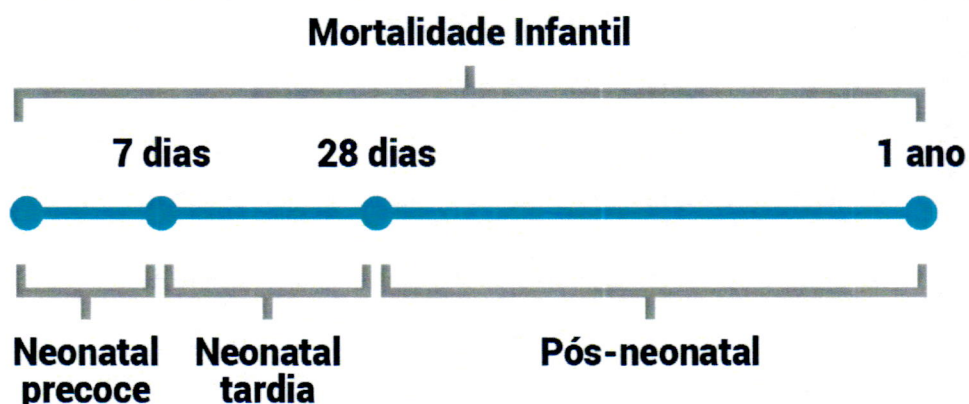 Mortalidade Infantil
7 dias
28 dias
1 ano
Neonatal
precoce
Neonatal
tardia
Pós-neonatal